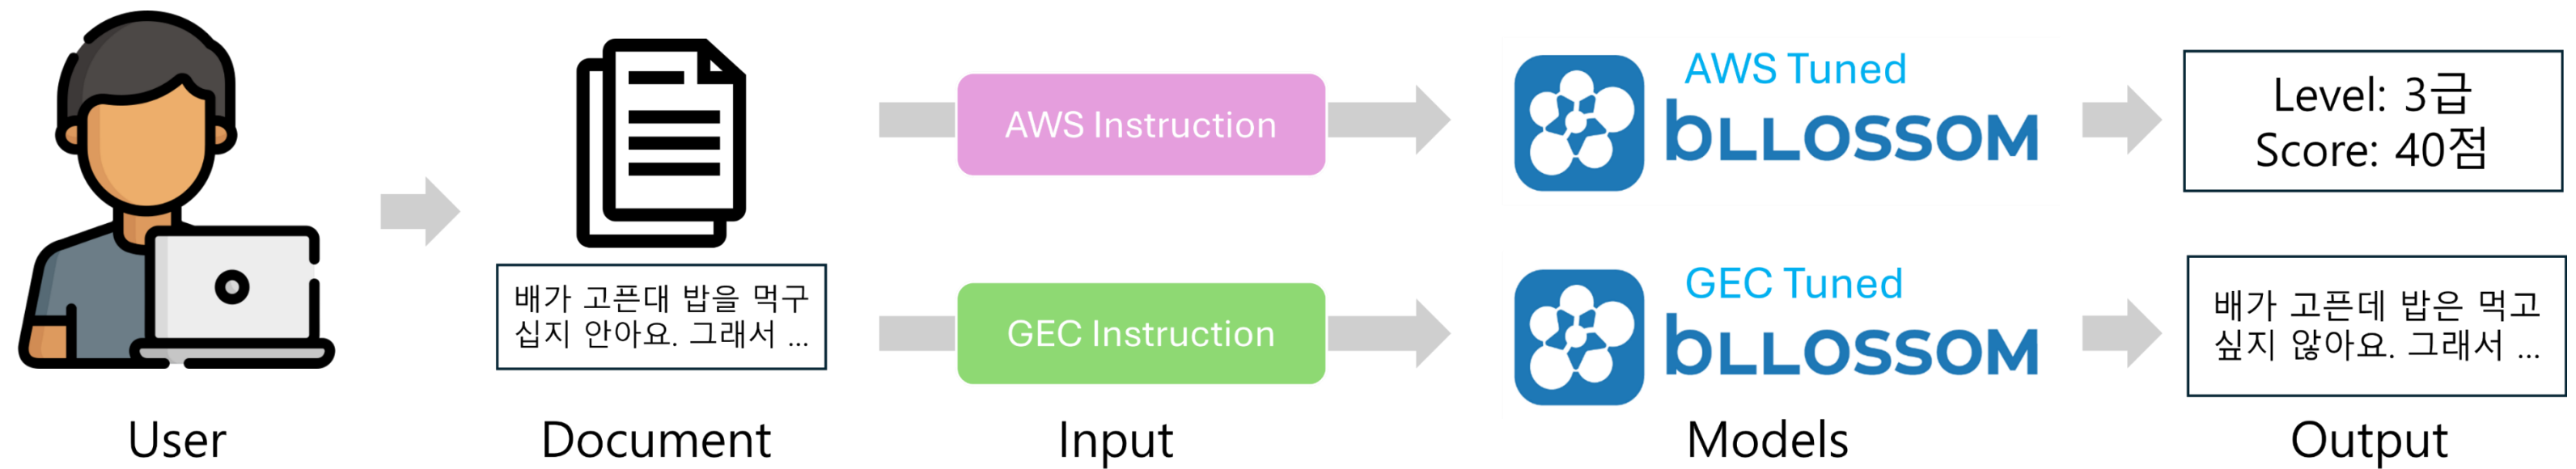 배가 고픈대 밥을 먹구
십지 안아요. 그래서 ...
AWS Instruction
GEC Instruction
AWS Tuned
bLLOSSOM
GEC Tuned
bLLOSSOM
Level: 3급
Score: 40점
배가 고픈데 밥은 먹고
싶지 않아요. 그래서 ...
User
Document
Input
Models
Output